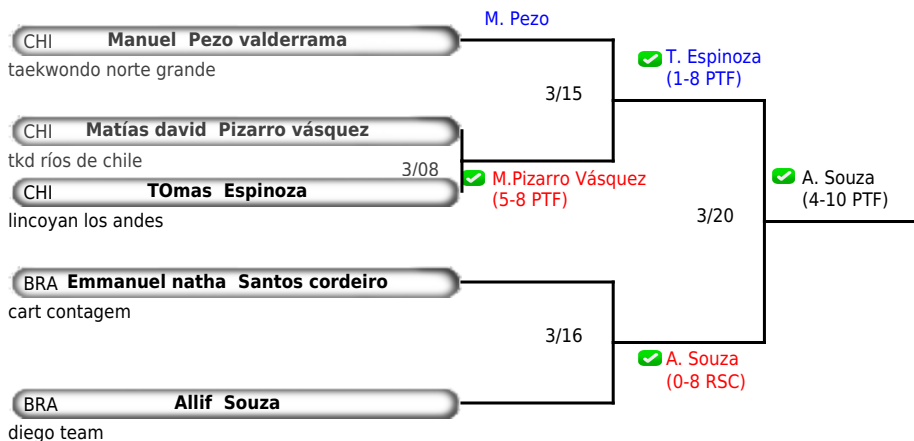 M. Pezo
CHI Manuel Pezo valderrama
taekwondo norte grande
T. Espinoza
(1-8 PTF)
3/15
CHI Matías david Pizarro vásquez
tkd ríos de chile
3/08
M.Pizarro Vásquez
(5-8 PTF)
CHI TOmas Espinoza
lincoyan los andes
A. Souza
(4-10 PTF)
3/20
BRA Emmanuel natha Santos cordeiro
cart contagem
3/16
A. Souza
(0-8 RSC)
BRA Allif Souza
diego team